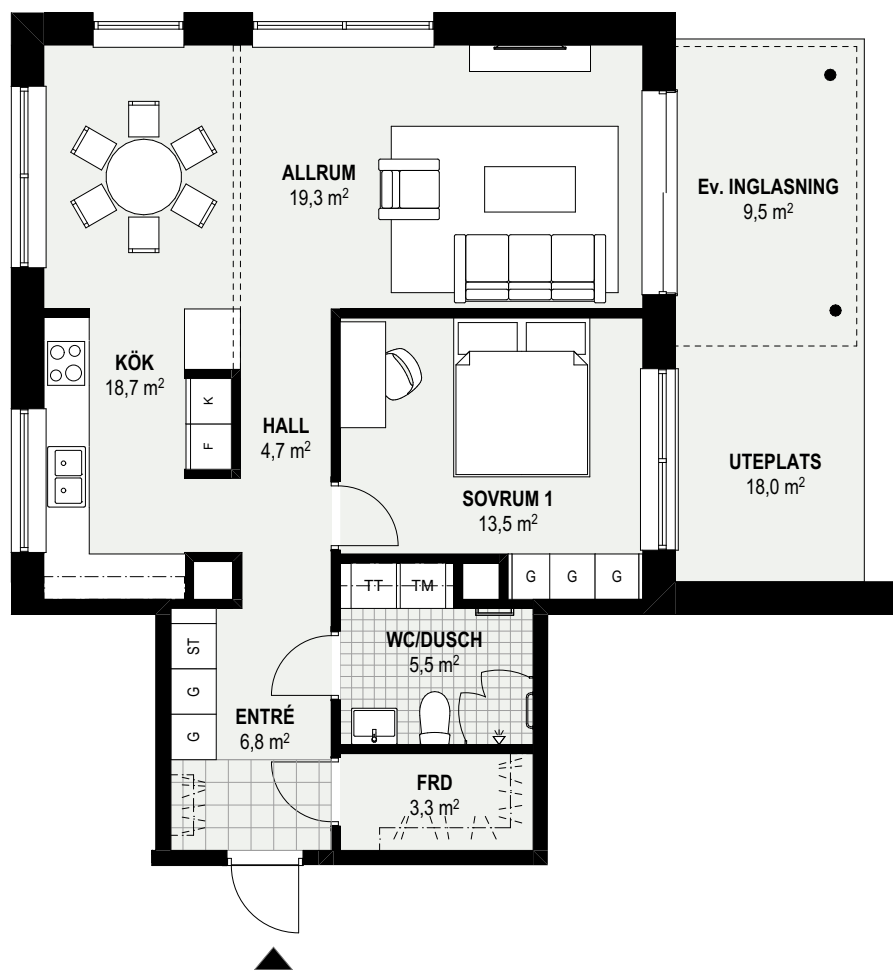 ALLRUM
19,3 m²
Ev. INGLASNING
9,5 m²
KÖK
18,7 m²
K
F
HALL
4,7 m²
SOVRUM 1
13,5 m²
UTEPLATS
18,0 m²
TT
TM
G
G
G
WC/DUSCH
5,5 m²
ST
G
G
ENTRÉ
6,8 m²
FRD
3,3 m²